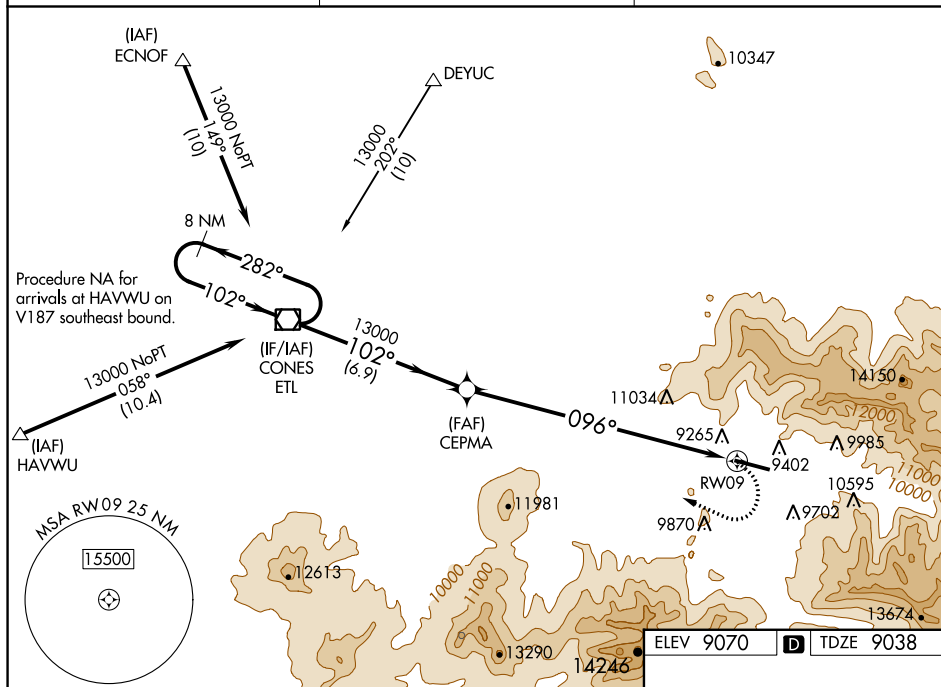 (IAF)
ECNOF
DEYUC
10347
13000 NoPT
149°
(10)
13000
202°
(10)
8 NM
282°
102°
Procedure NA for
arrivals at HAVWU on
V187 southeast bound.
(IF/IAF)
CONES
ETL
13000
102°
(6.9)
13000 NoPT
058°
(10.4)
(IAF)
HAVWU
(FAF)
CEPMA
096°
11034
14150
12000
9265
9402
9985
11000
10000
RW09
10595
9702
9870
11981
MSA RW09 25 NM
15500
12613
10000
11000
13290
14246
13674
ELEV 9070 D TDZE 9038